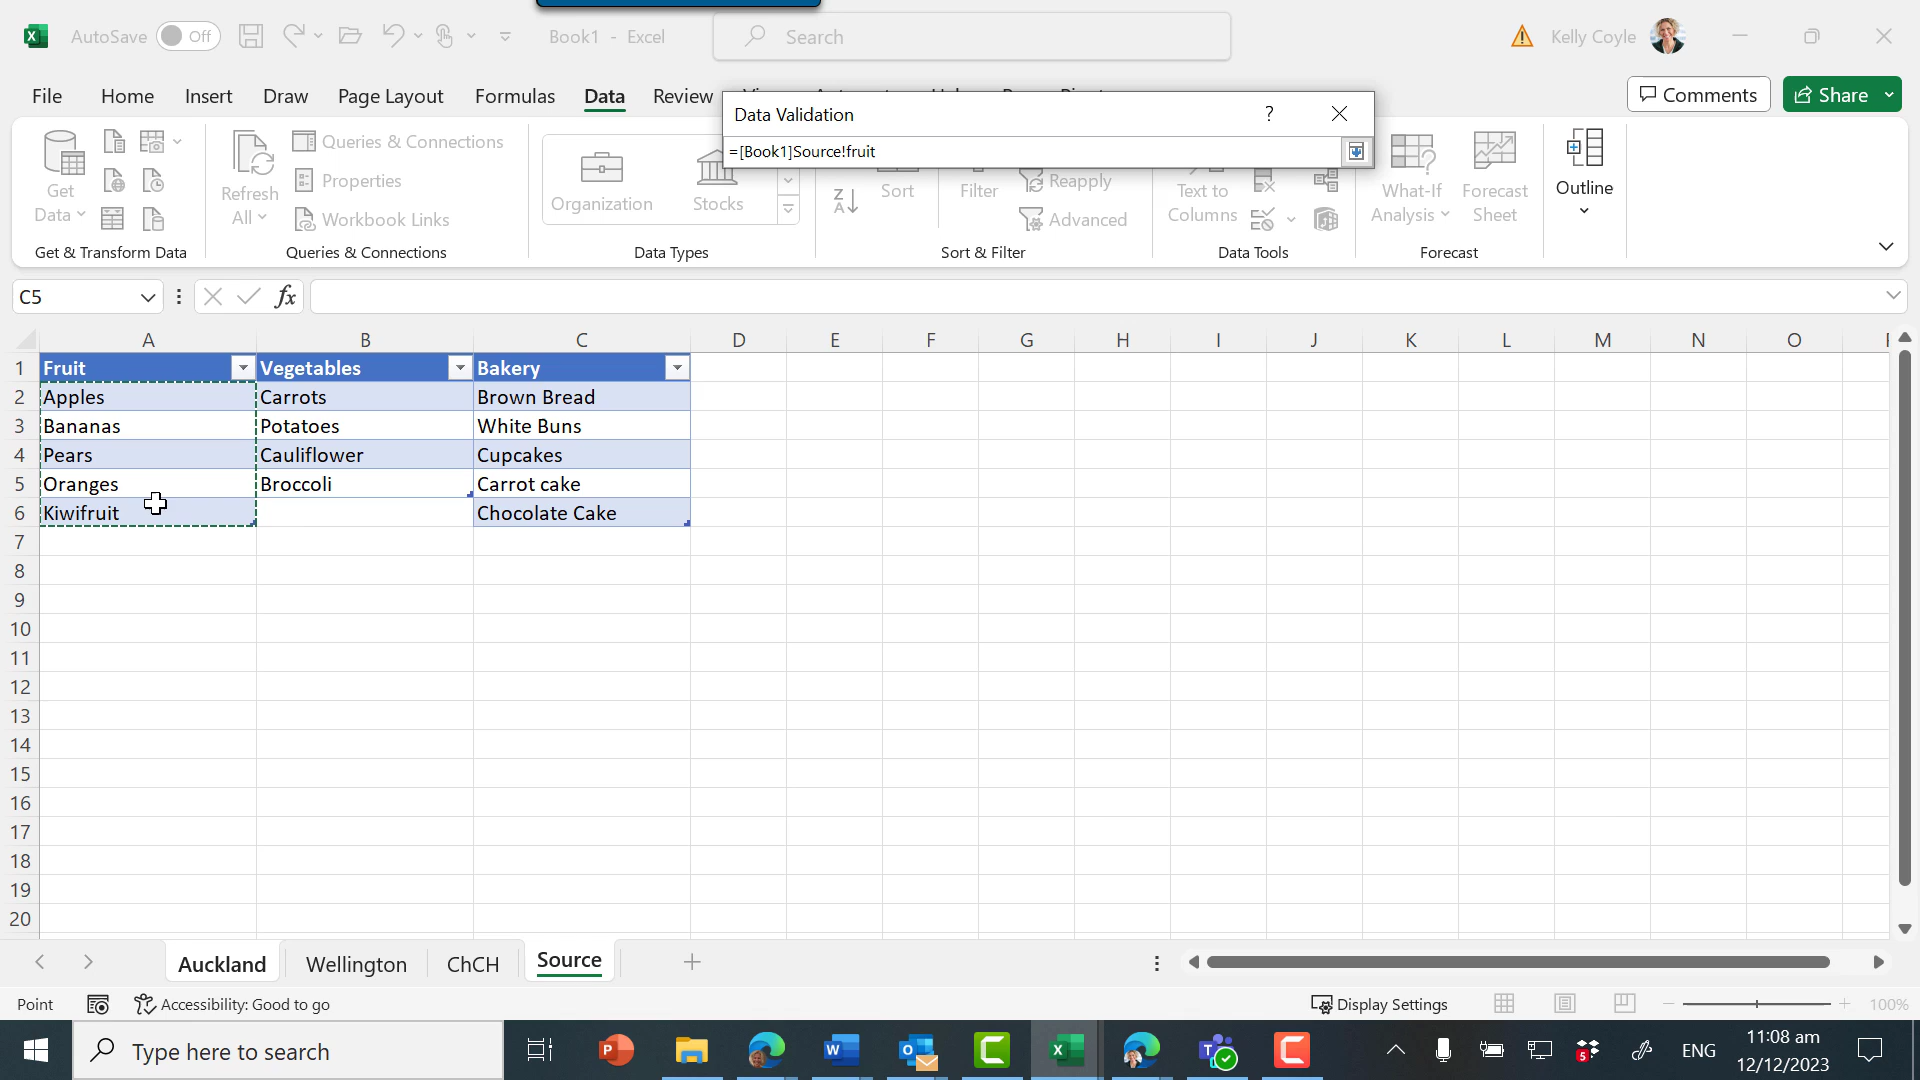 AutoSave Off Book1 - Excel Search Kelly Coyle
File Home Insert Draw Page Layout Formulas Data Review Comments Share
Data Validation ?
=[Book1]Source!fruit
Get Data
Refresh All
Queries & Connections
Properties
Workbook Links
Organization Stocks
Sort Filter
Reapply
Advanced
Text to Columns
What-If Analysis
Forecast Sheet
Outline
Get & Transform Data Queries & Connections Data Types Sort & Filter Data Tools Forecast
C5 fx
A B C D E F G H I J K L M N O
1 Fruit Vegetables Bakery
2 Apples Carrots Brown Bread
3 Bananas Potatoes White Buns
4 Pears Cauliflower Cupcakes
5 Oranges Broccoli Carrot cake
6 Kiwifruit Chocolate Cake
7
8
9
10
11
12
13
14
15
16
17
18
19
20
Auckland Wellington ChCH Source
Point Accessibility: Good to go Display Settings 100%
Type here to search ENG 11:08 am
12/12/2023